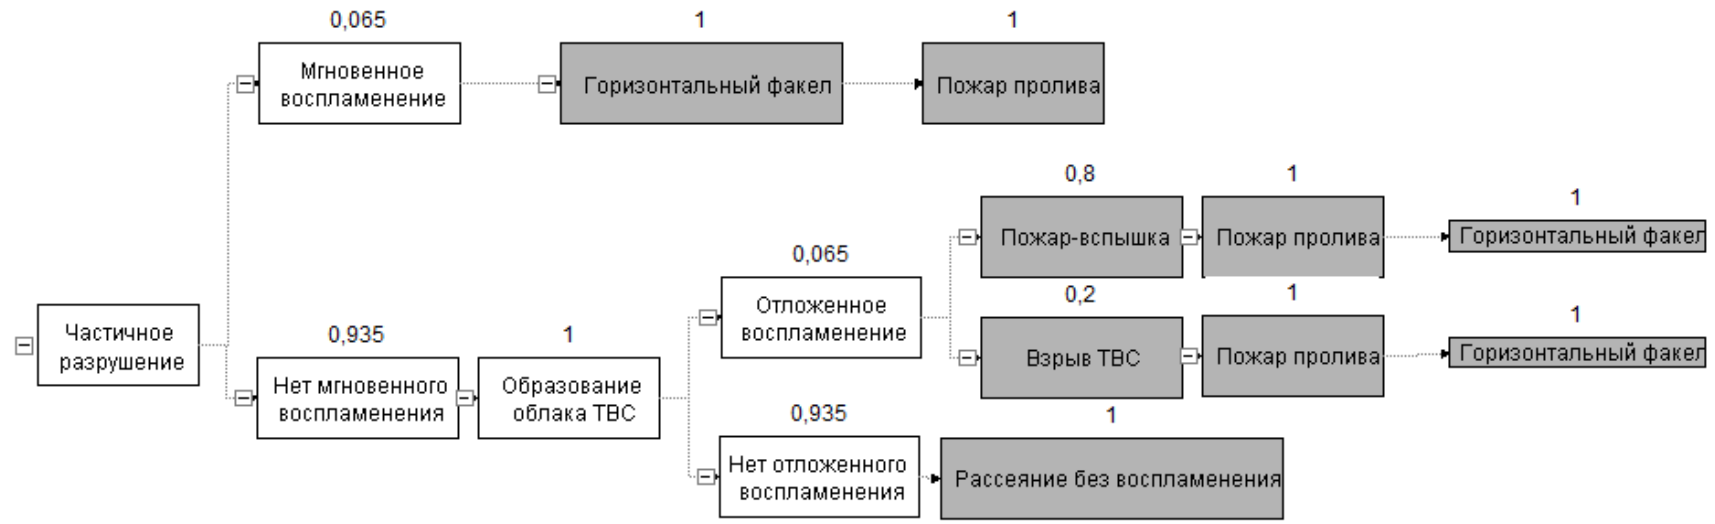 0,065
1
1
Мгновенное
воспламенение
Горизонтальный факел
Пожар пролива
0,8
1
1
Пожар-вспышка
Пожар пролива
Горизонтальный факел
0,065
Отложенное
воспламенение
0,2
1
1
Взрыв ТВС
Пожар пролива
Горизонтальный факел
Частичное
разрушение
0,935
1
Нет мгновенного
воспламенения
Образование
облака ТВС
0,935
1
Нет отложенного
воспламенения
Рассеяние без воспламенения